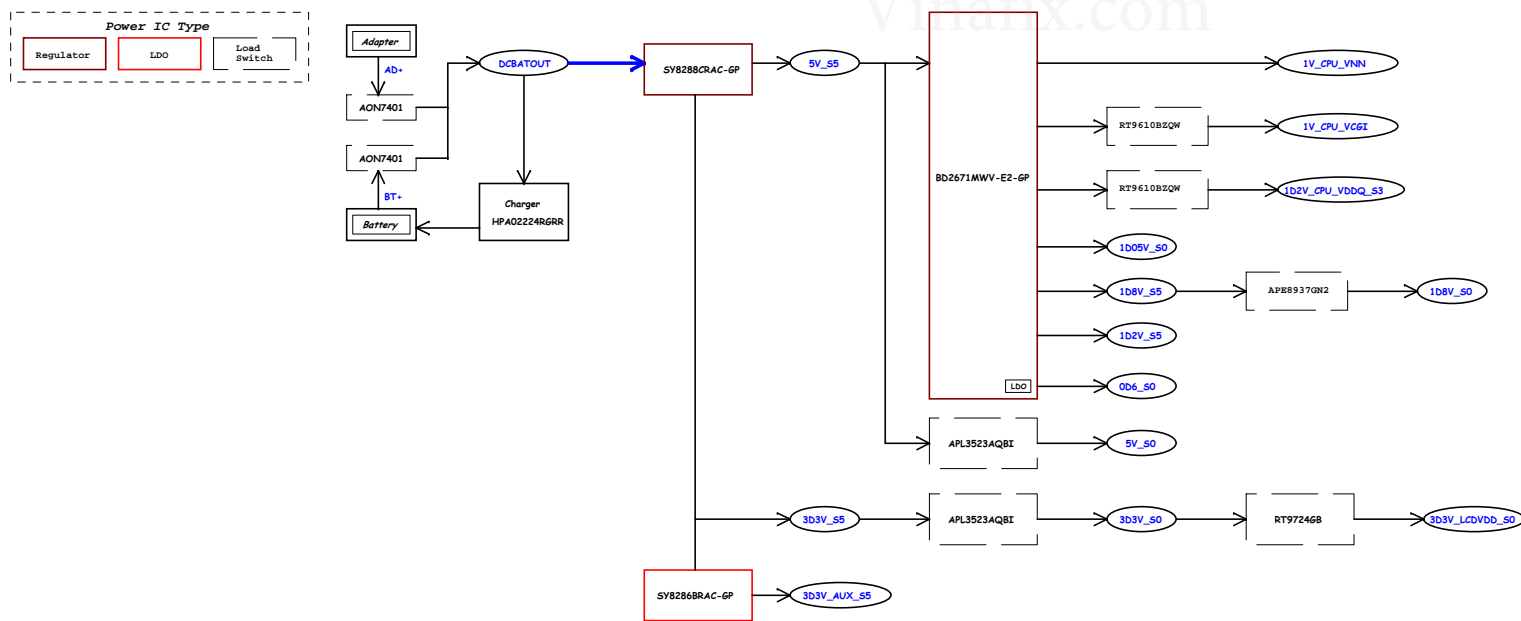 Vinafix.com
Power IC Type
Regulator
LDO
Load
Switch
Adapter
AD+
AON7401
AON7401
BT+
Battery
DCBATOUT
Charger
HPA02224RGRR
SY8288CRAC-GP
5V_S5
BD2671MWV-E2-GP
LDO
1V_CPU_VNN
RT9610BZQW
1V_CPU_VCGI
RT9610BZQW
1D2V_CPU_VDDQ_S3
1D05V_S0
1D8V_S5
APE8937GN2
1D8V_S0
1D2V_S5
0D6_S0
APL3523AQBI
5V_S0
3D3V_S5
APL3523AQBI
3D3V_S0
RT9724GB
3D3V_LCDVDD_S0
SY8286BRAC-GP
3D3V_AUX_S5